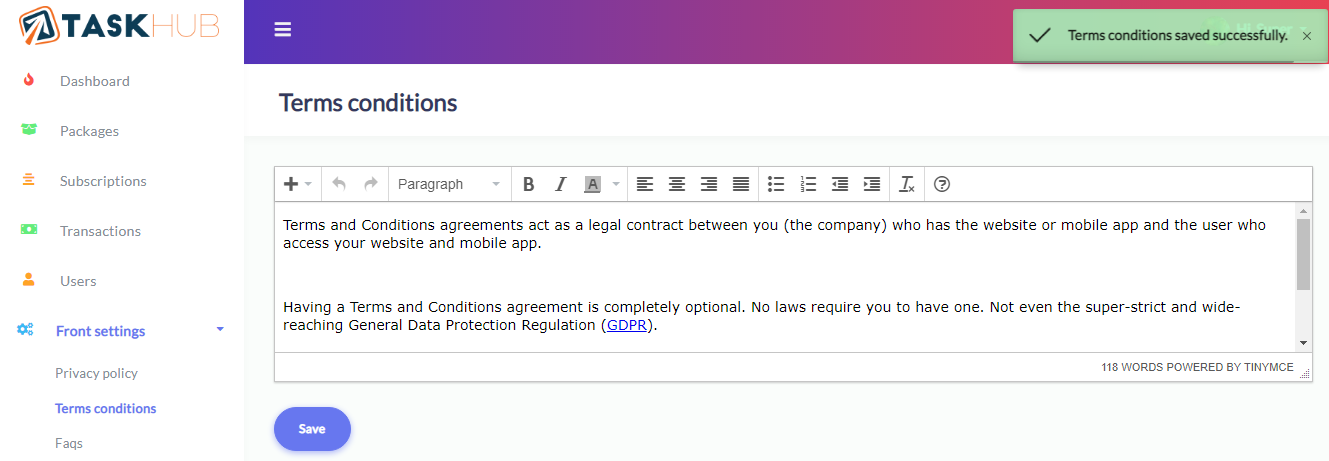 TASKHUB
Terms conditions saved successfully. ×
Dashboard
Packages
Subscriptions
Transactions
Users
Front settings
Privacy policy
Terms conditions
Faqs
Terms conditions
Paragraph
B I A
Terms and Conditions agreements act as a legal contract between you (the company) who has the website or mobile app and the user who
access your website and mobile app.
Having a Terms and Conditions agreement is completely optional. No laws require you to have one. Not even the super-strict and wide-
reaching General Data Protection Regulation (GDPR).
118 WORDS POWERED BY TINYMCE
Save